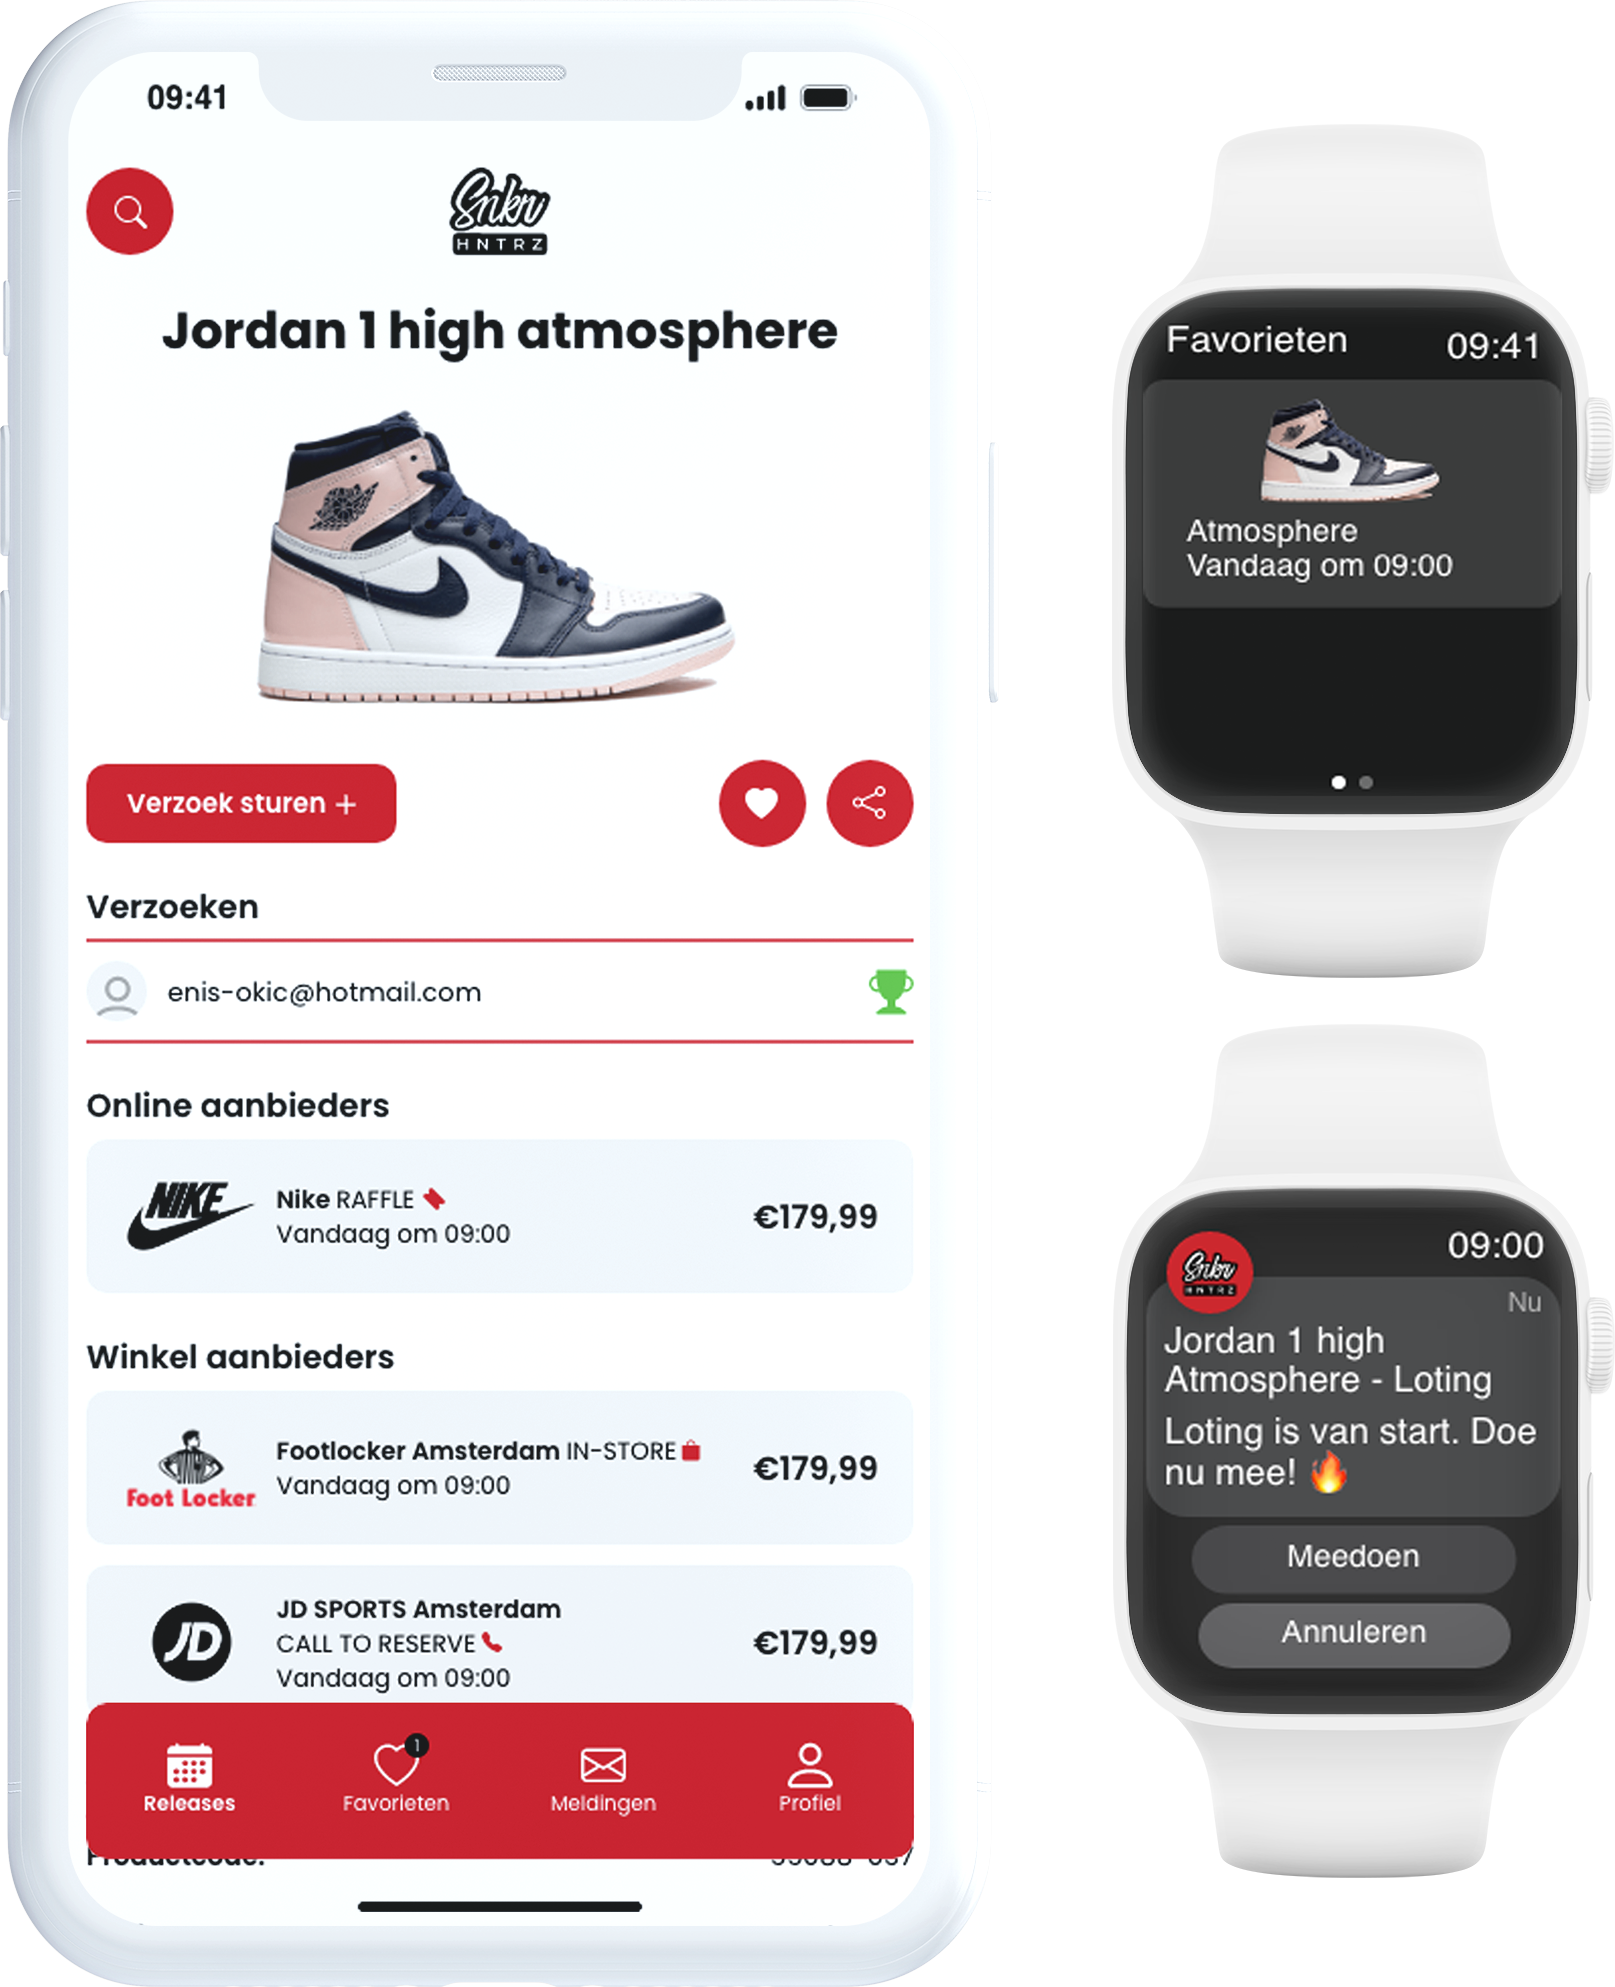 09:41
Snkr
HNTRZ
Jordan 1 high atmosphere
Verzoek sturen +
Verzoeken
enis-okic@hotmail.com
Online aanbieders
NIKE
Nike RAFFLE
Vandaag om 09:00
€179,99
Winkel aanbieders
Foot Locker
Footlocker Amsterdam IN-STORE
Vandaag om 09:00
€179,99
JD
JD SPORTS Amsterdam
CALL TO RESERVE
Vandaag om 09:00
€179,99
1
Releases
Favorieten
Meldingen
Profiel
Productcode:
Favorieten
09:41
Atmosphere
Vandaag om 09:00
09:00
Snkr
HNTRZ
Nu
Jordan 1 high
Atmosphere - Loting
Loting is van start. Doe
nu mee! 🔥
Meedoen
Annuleren